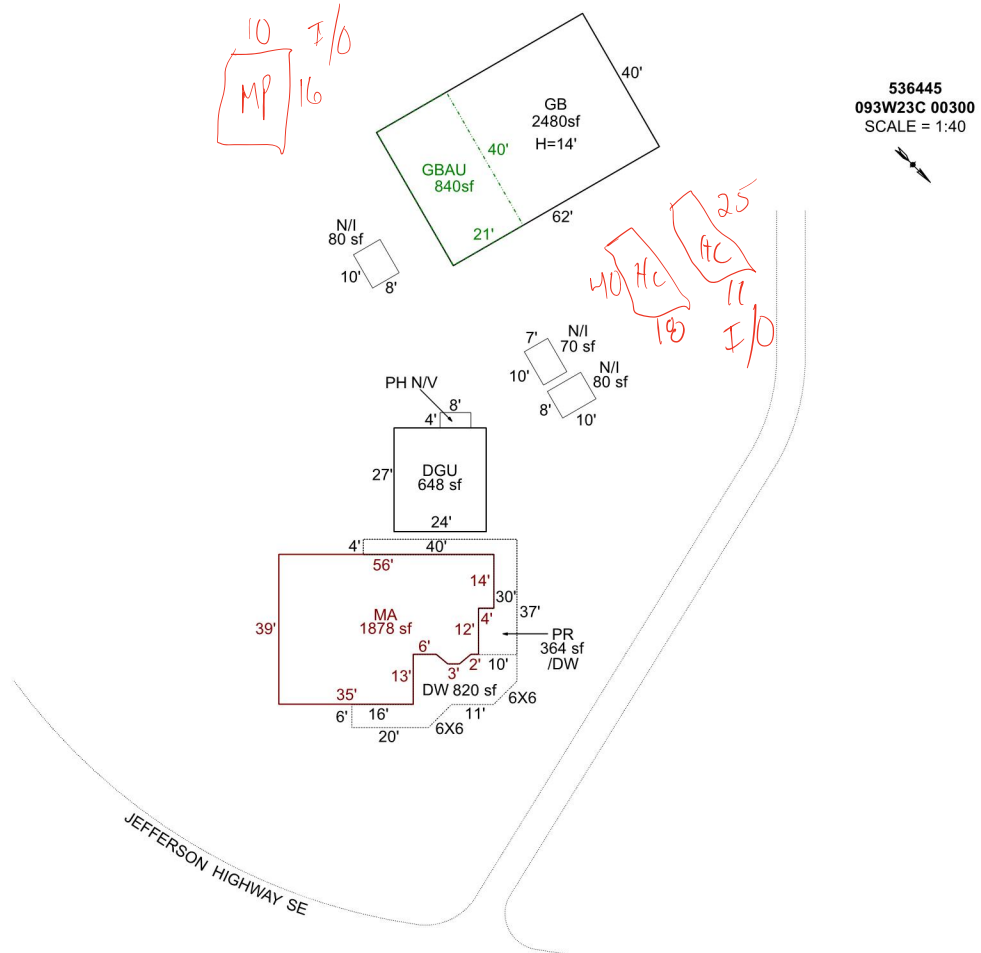 10 I/O
MP 16
536445
093W23C 00300
SCALE = 1:40
40'
GB
2480sf
H=14'
40'
GBAU
840sf
62'
21'
N/I
80 sf
10'
8'
25
HC
11
I/O
40 HC
18
7'
N/I
70 sf
10'
N/I
80 sf
8'
10'
PH N/V
8'
4'
27'
DGU
648 sf
24'
4'
40'
56'
14'
30'
37'
4'
MA
1878 sf
39'
12'
PR
364 sf
/DW
6'
3'
2'
10'
13'
DW 820 sf
6X6
35'
16'
11'
6'
20'
6X6
JEFFERSON HIGHWAY SE